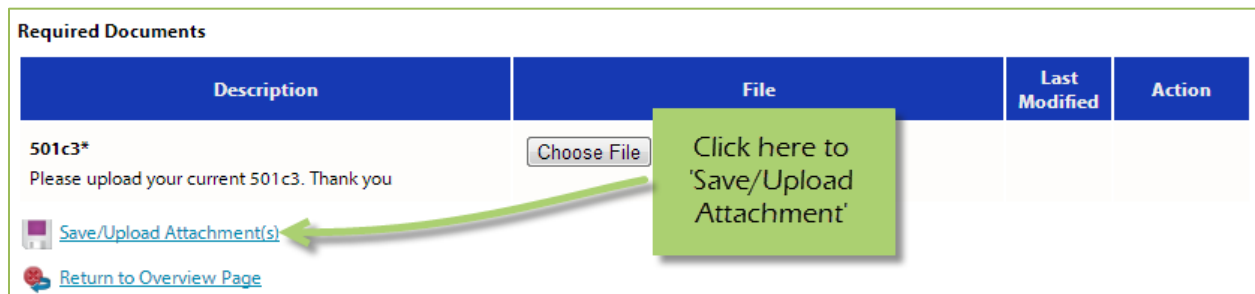 Required Documents
Description
File
Last
Modified
Action
501c3*
Please upload your current 501c3. Thank you
Choose File
Click here to
'Save/Upload
Attachment'
Save/Upload Attachment(s)
Return to Overview Page